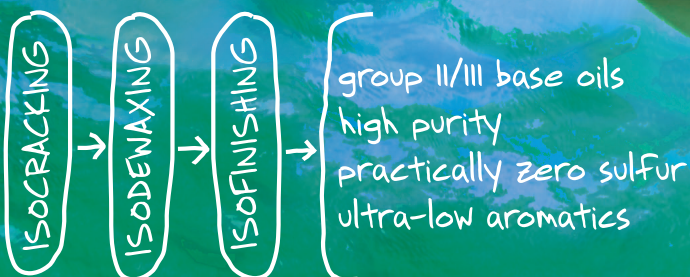 ISOCRACKING
ISODEWAXING
ISOFINISHING
group II/III base oils
high purity
practically zero sulfur
ultra-low aromatics